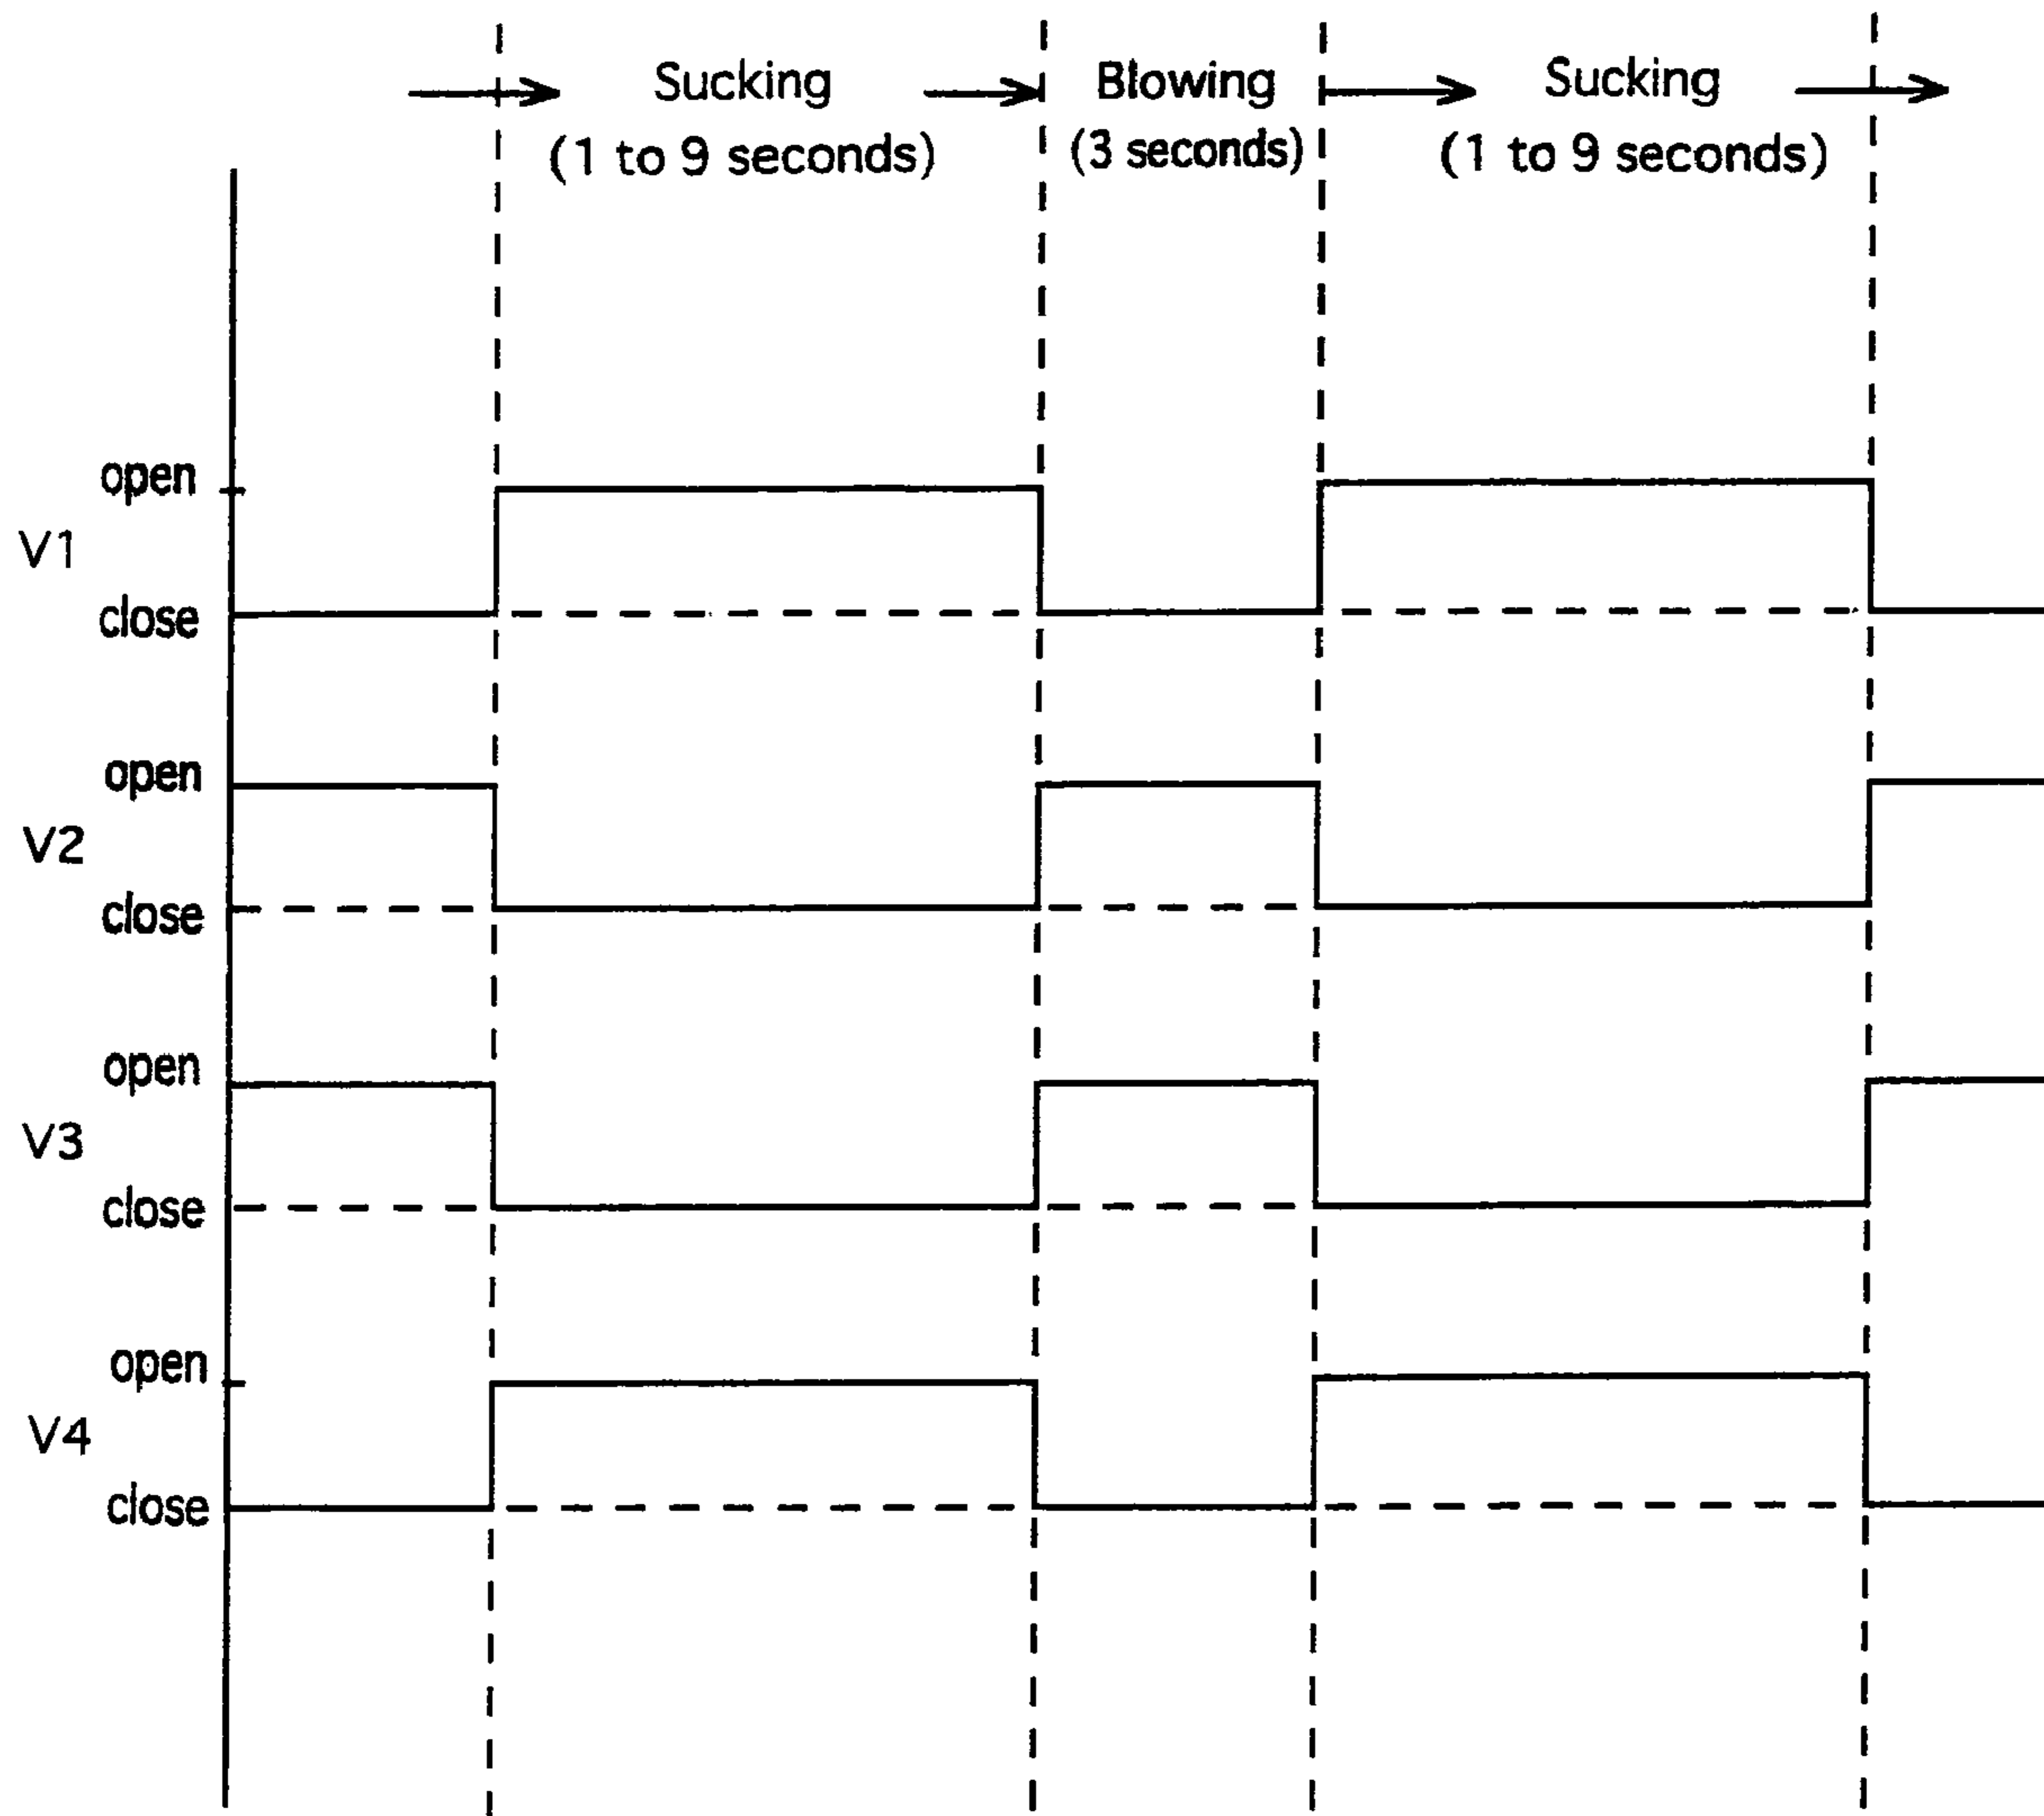 Sucking
(1 to 9 seconds)
Blowing
(3 seconds)
Sucking
(1 to 9 seconds)
open
V1
close
open
V2
close
open
V3
close
open
V4
close